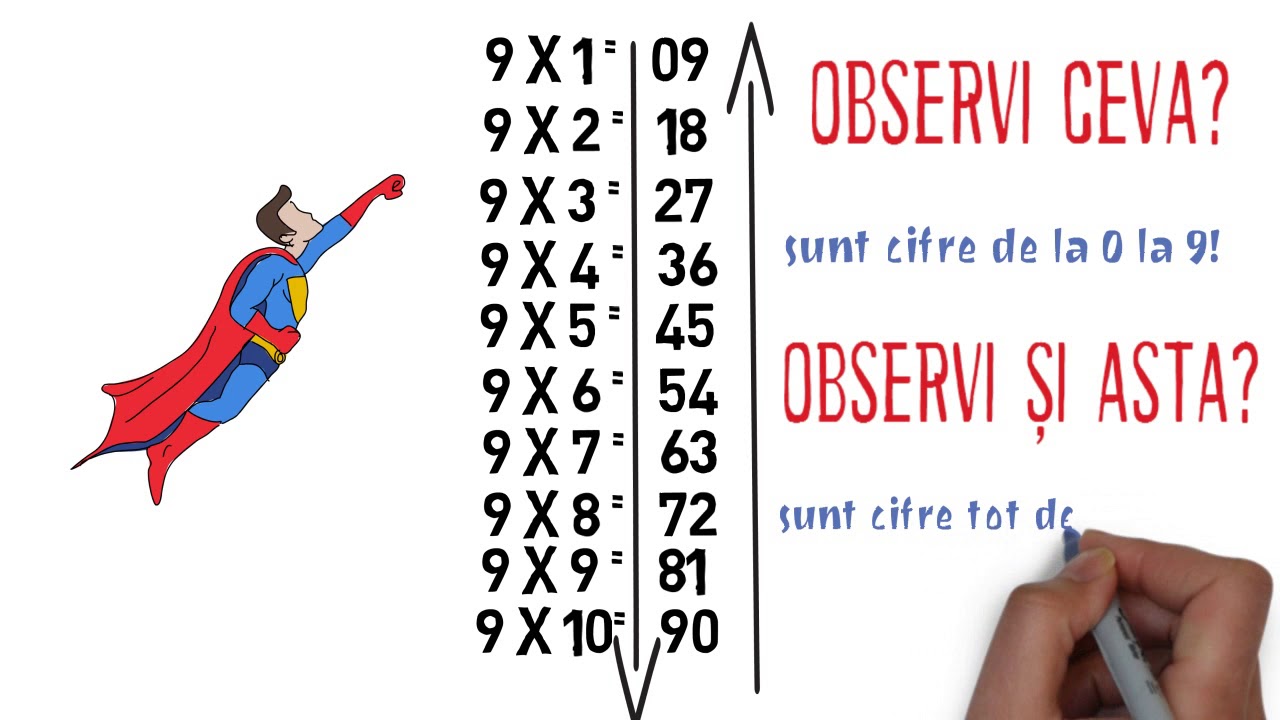 9 X 1 = 09
9 X 2 = 18
9 X 3 = 27
9 X 4 = 36
9 X 5 = 45
9 X 6 = 54
9 X 7 = 63
9 X 8 = 72
9 X 9 = 81
9 X 10 = 90
OBSERVI CEVA?
sunt cifre de la 0 la 9!
OBSERVI ȘI ASTA?
sunt cifre tot